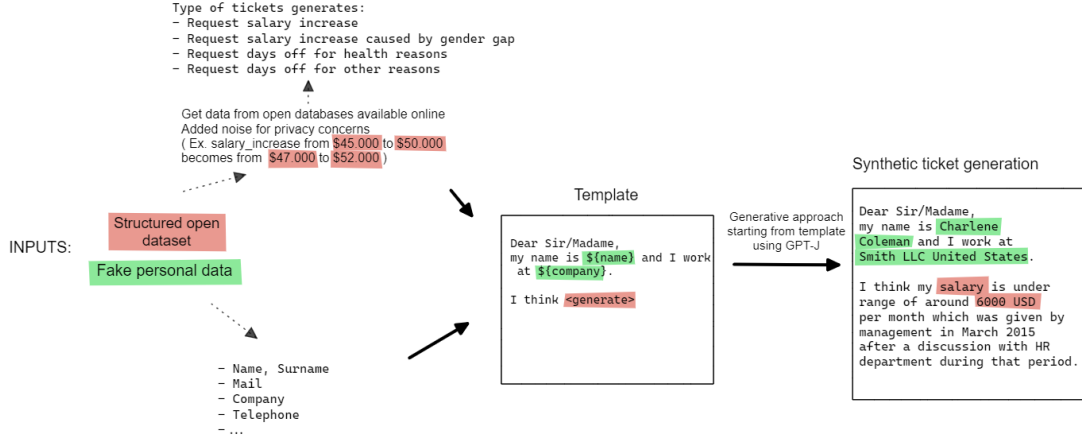 Type of tickets generates:
- Request salary increase
- Request salary increase caused by gender gap
- Request days off for health reasons
- Request days off for other reasons
Get data from open databases available online
Added noise for privacy concerns
( Ex. salary_increase from $45.000 to $50.000
becomes from $47.000 to $52.000 )
INPUTS:
Structured open
dataset
Fake personal data
- Name, Surname
- Mail
- Company
- Telephone
- ...
Template
Dear Sir/Madame,
my name is ${name} and I work
at ${company}.
I think <generate>
Generative approach
starting from template
using GPT-J
Synthetic ticket generation
Dear Sir/Madame,
my name is Charlene
Coleman and I work at
Smith LLC United States.
I think my salary is under
range of around 6000 USD
per month which was given by
management in March 2015
after a discussion with HR
department during that period.